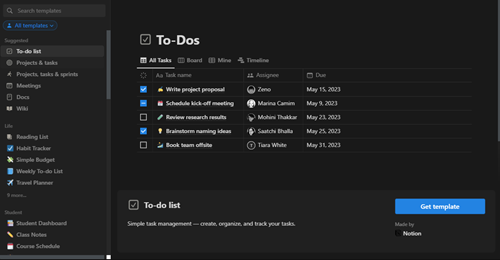 Search templates
All templates
Suggested
To-do list
Projects & tasks
Projects, tasks & sprints
Meetings
Docs
Wiki
Life
Reading List
Habit Tracker
Simple Budget
Weekly To-do List
Travel Planner
9 more...
Student
Student Dashboard
Class Notes
Course Schedule
To-Dos
All Tasks Board Mine Timeline
Aa Task name Assignee Due
Write project proposal Zeno May 15, 2023
Schedule kick-off meeting Marina Camim May 9, 2023
Review research results Mohini Thakkar May 23, 2023
Brainstorm naming ideas Saatchi Bhalla May 25, 2023
Book team offsite Tiara White May 31, 2023
To-do list
Simple task management — create, organize, and track your tasks.
Get template
Made by
Notion